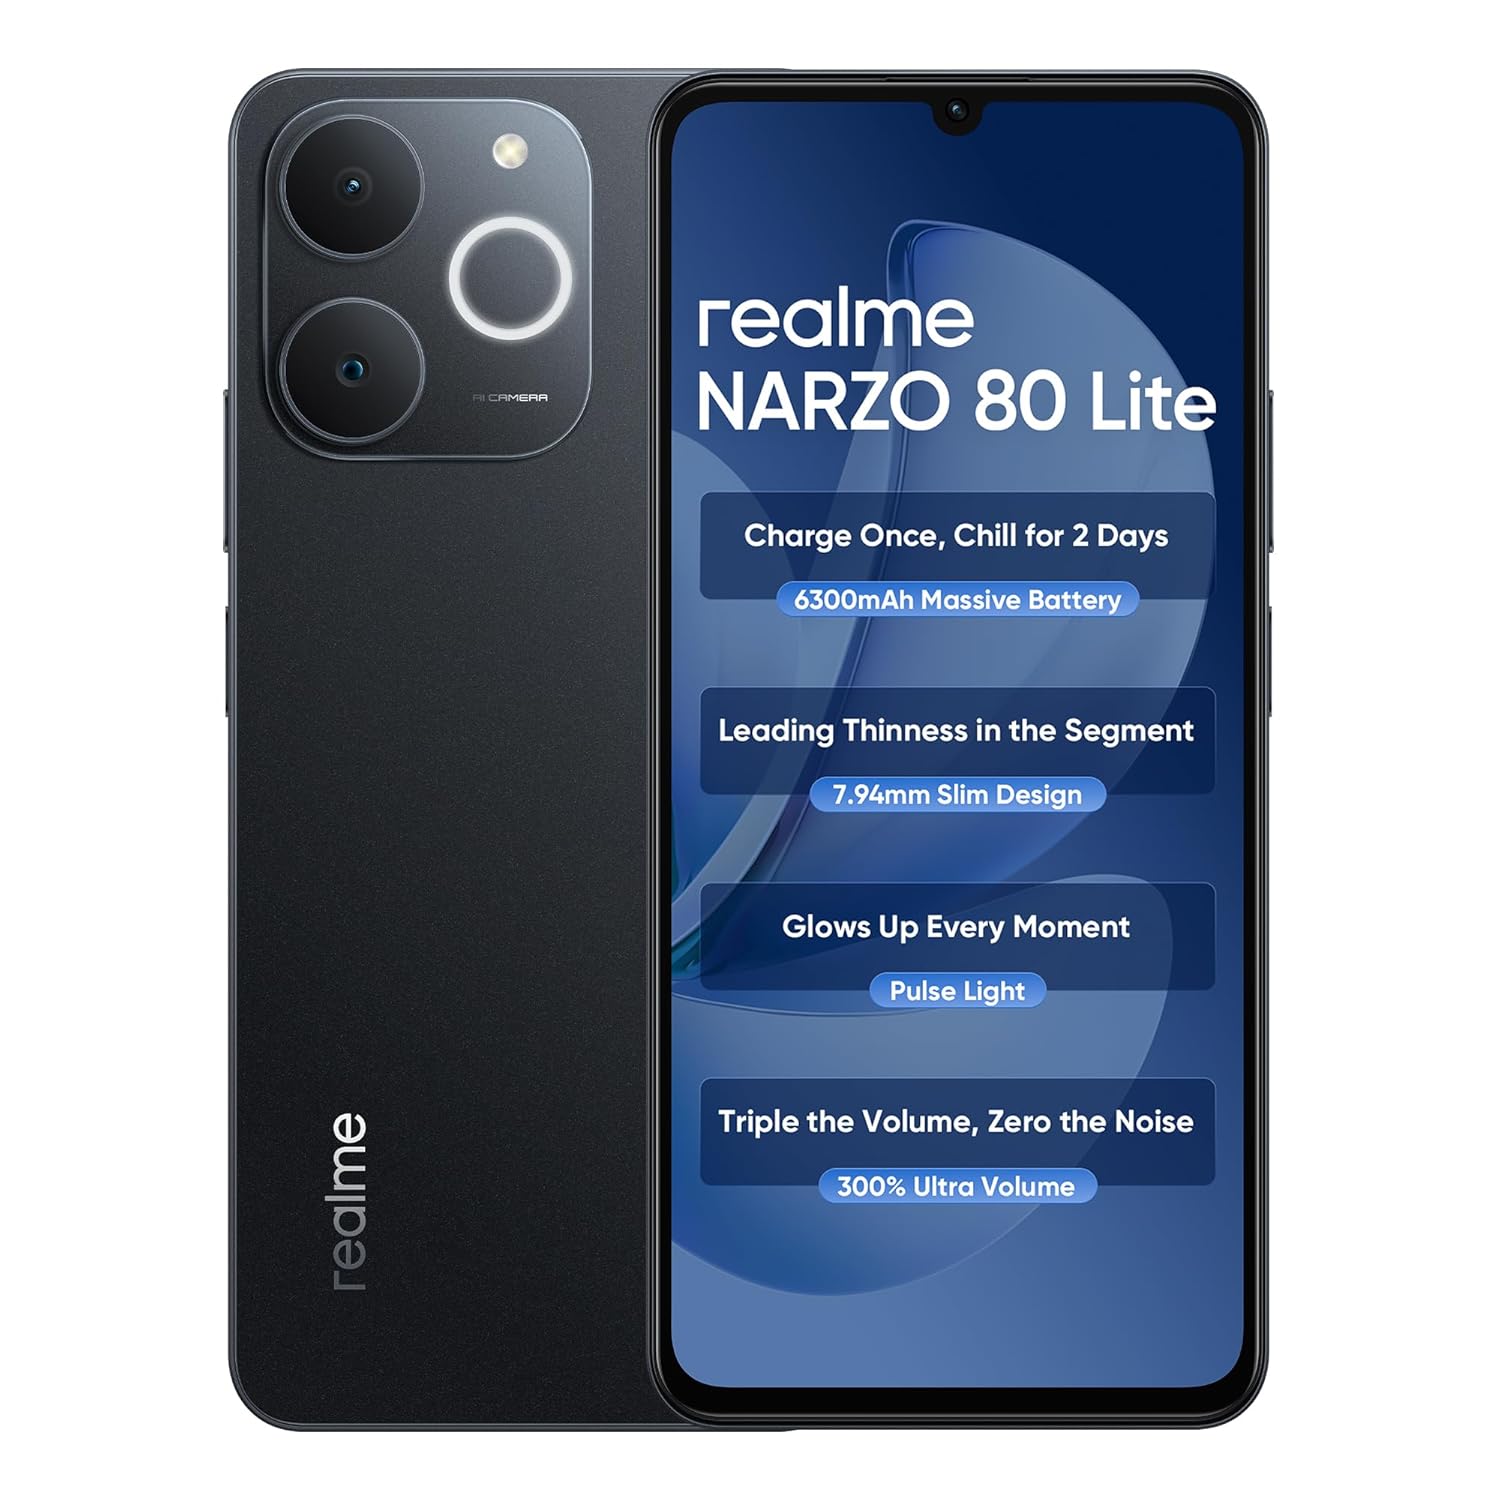 AI CAMERA
realme
realme
NARZO 80 Lite
Charge Once, Chill for 2 Days
6300mAh Massive Battery
Leading Thinness in the Segment
7.94mm Slim Design
Glows Up Every Moment
Pulse Light
Triple the Volume, Zero the Noise
300% Ultra Volume